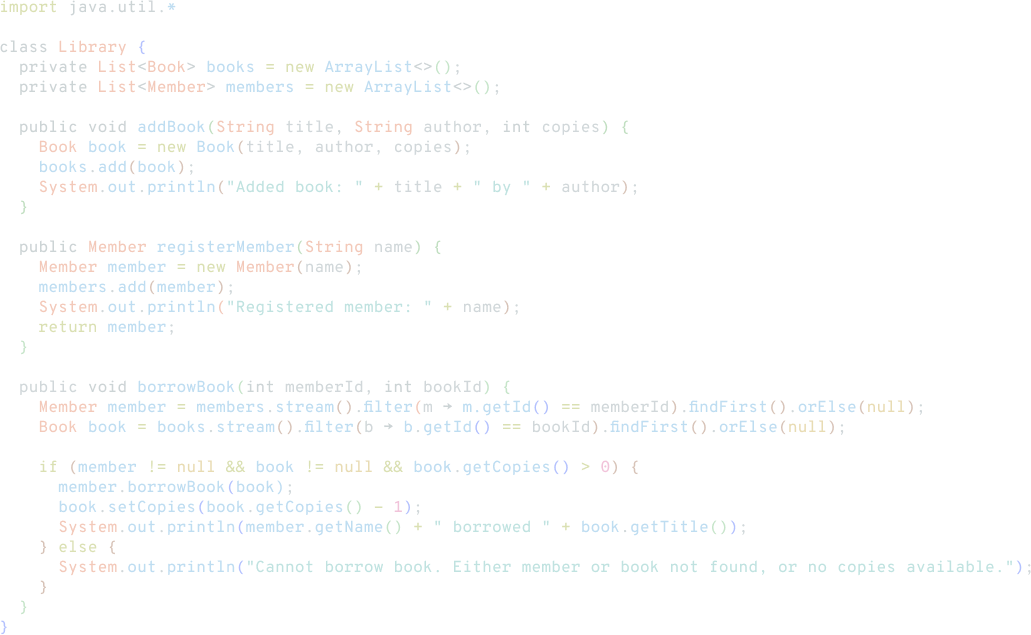 import java.util.*
class Library {
private List<Book> books = new ArrayList<>();
private List<Member> members = new ArrayList<>();
public void addBook(String title, String author, int copies) {
Book book = new Book(title, author, copies);
books.add(book);
System.out.println("Added book: " + title + " by " + author);
}
public Member registerMember(String name) {
Member member = new Member(name);
members.add(member);
System.out.println("Registered member: " + name);
return member;
}
public void borrowBook(int memberId, int bookId) {
Member member = members.stream().filter(m → m.getId() == memberId).findFirst().orElse(null);
Book book = books.stream().filter(b → b.getId() == bookId).findFirst().orElse(null);
if (member != null && book != null && book.getCopies() > 0) {
member.borrowBook(book);
book.setCopies(book.getCopies() - 1);
System.out.println(member.getName() + " borrowed " + book.getTitle());
} else {
System.out.println("Cannot borrow book. Either member or book not found, or no copies available.");
}
}
}